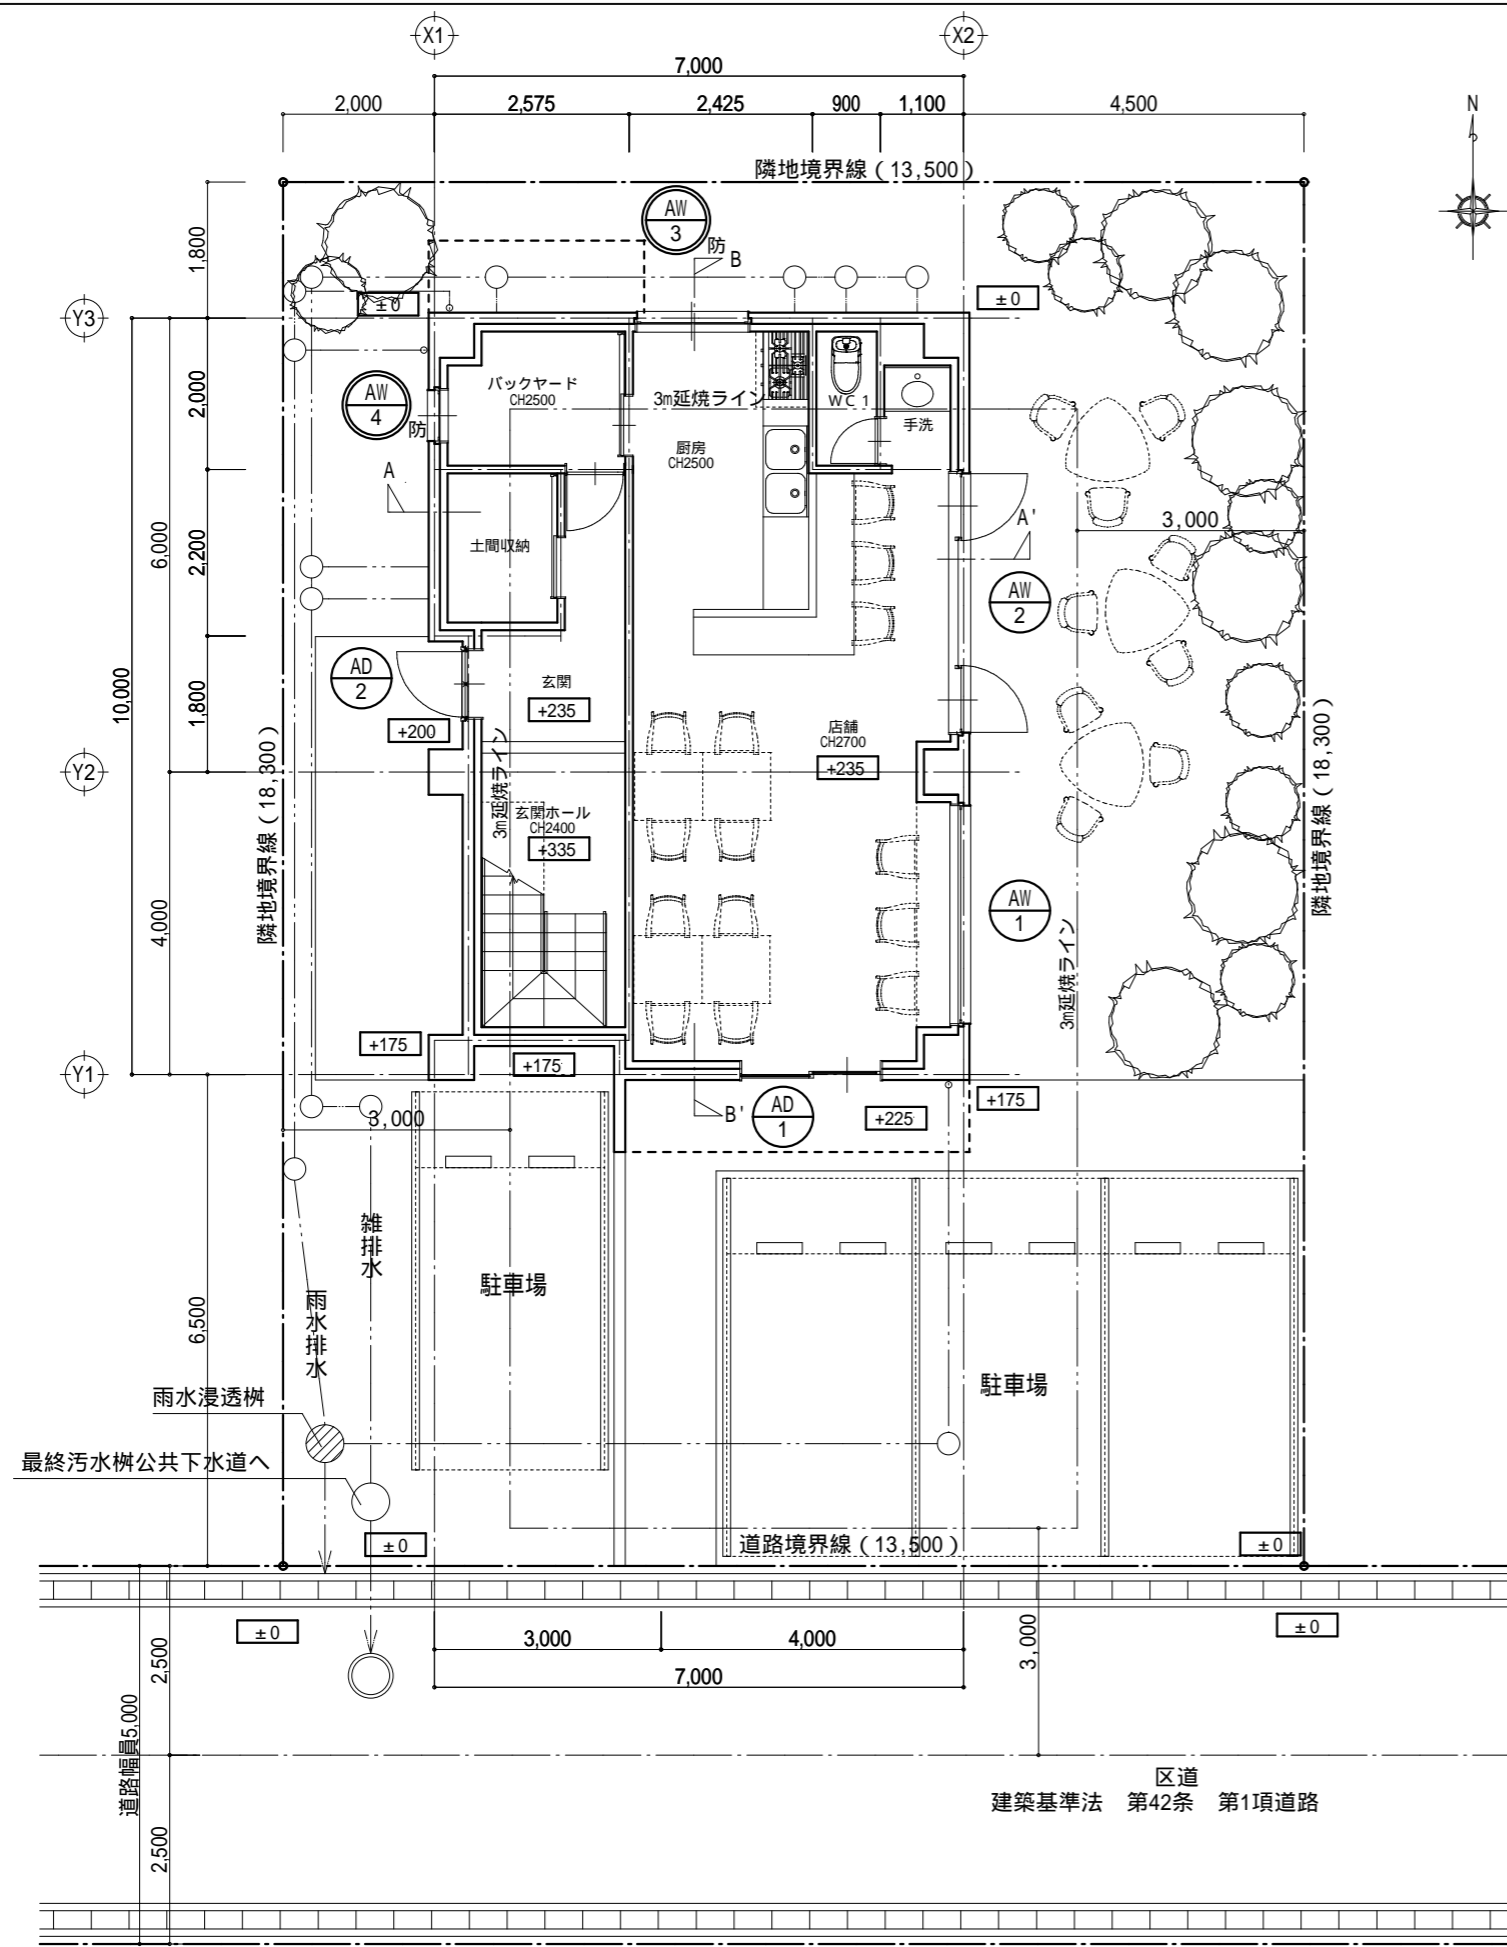 X1
X2
7,000
2,000
2,575
2,425
900
1,100
4,500
N
隣地境界線(13,500)
AW
3
防
B
1,800
±0
±0
Y3
バックヤード
CH2500
3m延焼ライン
WC1
手洗
AW
4
防
厨房
CH2500
2,000
A
A'
3,000
土間収納
6,000
2,200
AW
2
AD
2
玄関
+235
+200
10,000
1,800
店舗
CH2700
+235
Y2
隣地境界線(18,300)
3m延焼ライン
玄関ホール
CH2400
+335
隣地境界線(18,300)
AW
1
4,000
3m延焼ライン
+175
+175
Y1
3,000
B'
AD
1
+225
+175
雑排水
雨水排水
駐車場
駐車場
6,500
雨水浸透桝
最終汚水桝公共下水道へ
±0
道路境界線(13,500)
±0
±0
±0
3,000
4,000
3,000
7,000
2,500
道路幅員5,000
区道
建築基準法 第42条 第1項道路
2,500